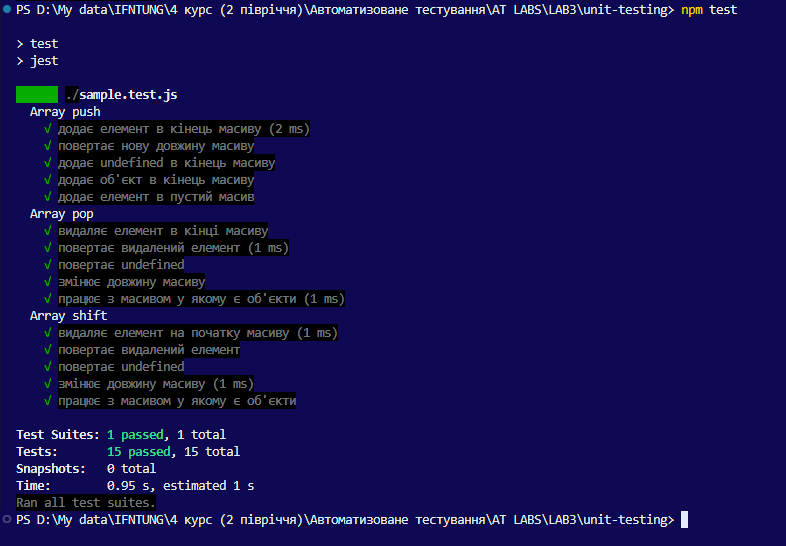 PS D:\My data\IFNTUNG\4 курс (2 півріччя)\Автоматизоване тестування\AT LABS\LAB3\unit-testing> npm test
> test
> jest
./sample.test.js
Array push
√ додає елемент в кінець масиву (2 ms)
√ повертає нову довжину масиву
√ додає undefined в кінець масиву
√ додає об'єкт в кінець масиву
√ додає елемент в пустий масив
Array pop
√ видаляє елемент в кінці масиву
√ повертає видалений елемент (1 ms)
√ повертає undefined
√ змінює довжину масиву
√ працює з масивом у якому є об'єкти (1 ms)
Array shift
√ видаляє елемент на початку масиву (1 ms)
√ повертає видалений елемент
√ повертає undefined
√ змінює довжину масиву (1 ms)
√ працює з масивом у якому є об'єкти
Test Suites: 1 passed, 1 total
Tests: 15 passed, 15 total
Snapshots: 0 total
Time: 0.95 s, estimated 1 s
Ran all test suites.
PS D:\My data\IFNTUNG\4 курс (2 півріччя)\Автоматизоване тестування\AT LABS\LAB3\unit-testing>